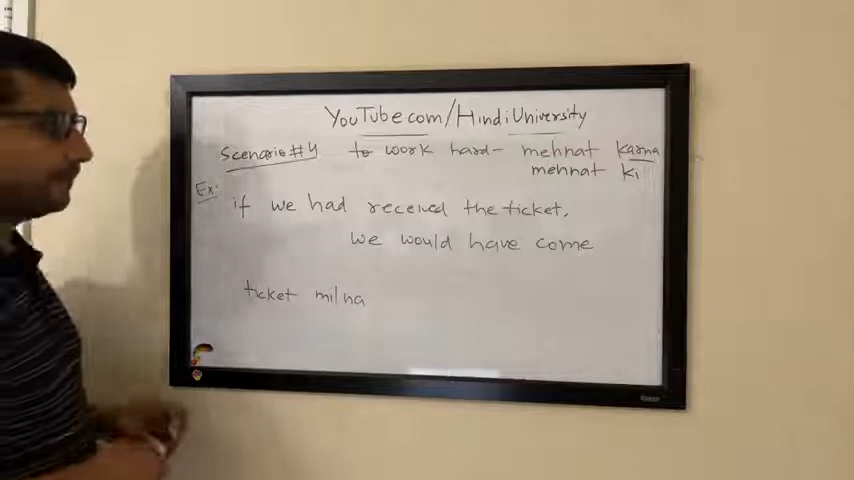 YouTube.com/HindiUniversity
Scenario#4 to work hard- mehnat karna
mehnat ki
Ex:
if we had received the ticket,
we would have come
ticket milna